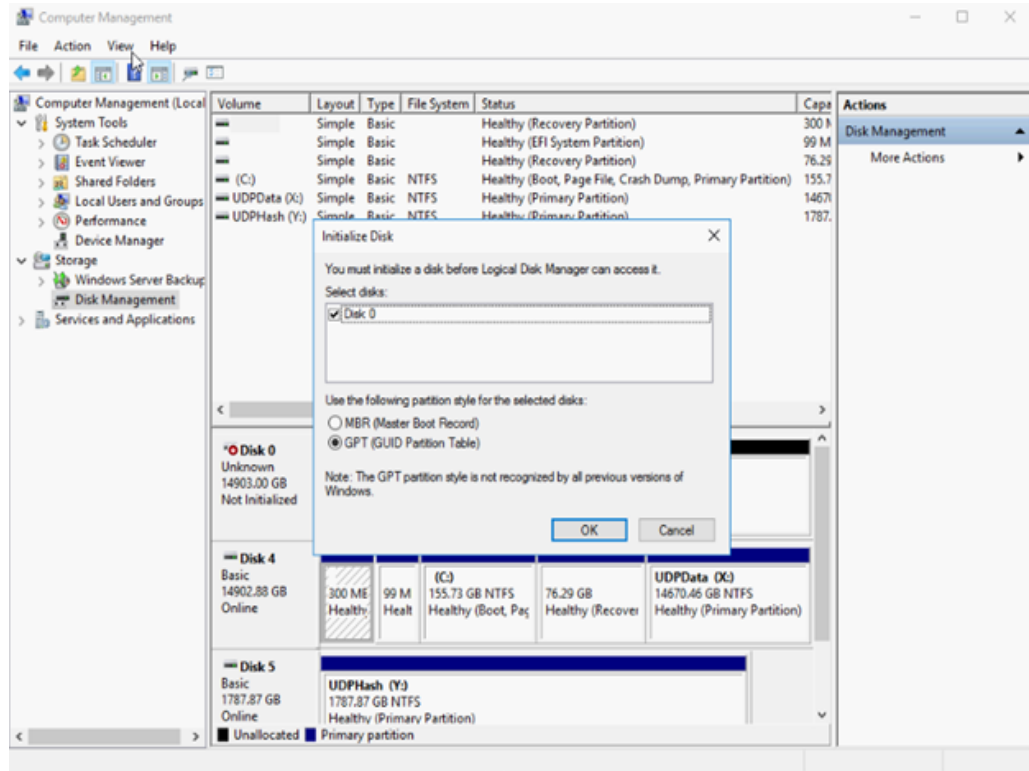 Computer Management
File Action View Help
Computer Management (Local
System Tools
Task Scheduler
Event Viewer
Shared Folders
Local Users and Groups
Performance
Device Manager
Storage
Windows Server Backup
Disk Management
Services and Applications
Volume Layout Type File System Status Capa
Simple Basic Healthy (Recovery Partition) 300 M
Simple Basic Healthy (EFI System Partition) 99 M
Simple Basic Healthy (Recovery Partition) 76.29
(C:) Simple Basic NTFS Healthy (Boot, Page File, Crash Dump, Primary Partition) 155.7
UDPData (X:) Simple Basic NTFS Healthy (Primary Partition) 1467
UDPHash (Y:) Simple Basic NTFS Healthy (Primary Partition) 1787.
Actions
Disk Management
More Actions
Initialize Disk
You must initialize a disk before Logical Disk Manager can access it.
Select disks:
Disk 0
Use the following partition style for the selected disks:
MBR (Master Boot Record)
GPT (GUID Partition Table)
Note: The GPT partition style is not recognized by all previous versions of
Windows.
OK Cancel
Disk 0
Unknown
14903.00 GB
Not Initialized
Disk 4
Basic
14902.88 GB
Online
300 ME
Healthy
99 M
Healt
(C:)
155.73 GB NTFS
Healthy (Boot, Pag
76.29 GB
Healthy (Recover
UDPData (X:)
14670.46 GB NTFS
Healthy (Primary Partition)
Disk 5
Basic
1787.87 GB
Online
UDPHash (Y:)
1787.87 GB NTFS
Healthy (Primary Partition)
Unallocated Primary partition